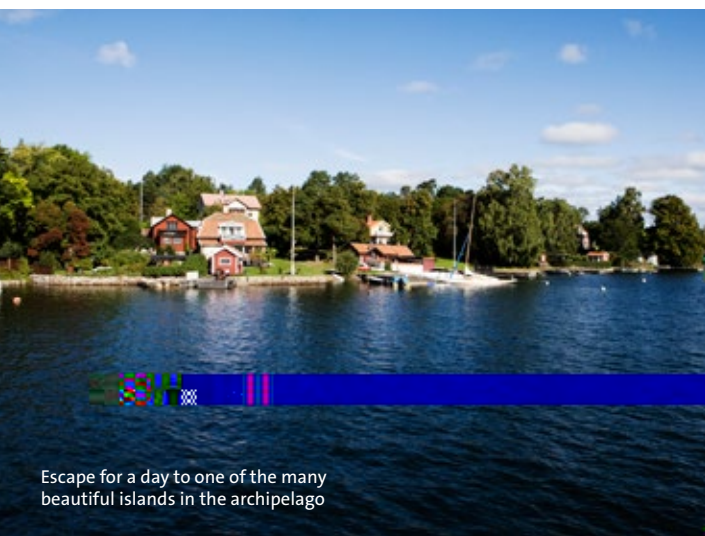 Escape for a day to one of the many
beautiful islands in the archipelago